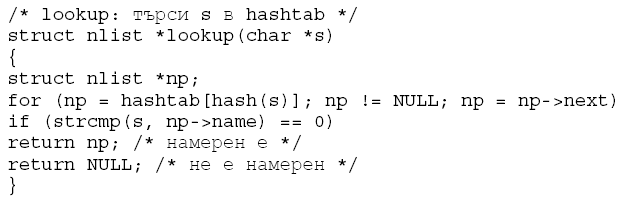 /* lookup: търси s в hashtab */
struct nlist *lookup(char *s)
{
struct nlist *np;
for (np = hashtab[hash(s)]; np != NULL; np = np->next)
if (strcmp(s, np->name) == 0)
return np; /* намерен е */
return NULL; /* не е намерен */
}